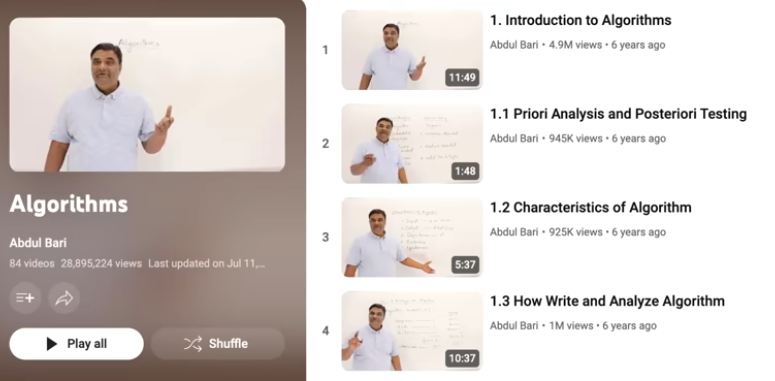 Algorithms
Algorithms
Abdul Bari
84 videos 28,895,224 views Last updated on Jul 11,...
Play all
Shuffle
1
11:49
1. Introduction to Algorithms
Abdul Bari • 4.9M views • 6 years ago
2
1:48
1.1 Priori Analysis and Posteriori Testing
Abdul Bari • 945K views • 6 years ago
3
5:37
1.2 Characteristics of Algorithm
Abdul Bari • 925K views • 6 years ago
4
10:37
1.3 How Write and Analyze Algorithm
Abdul Bari • 1M views • 6 years ago